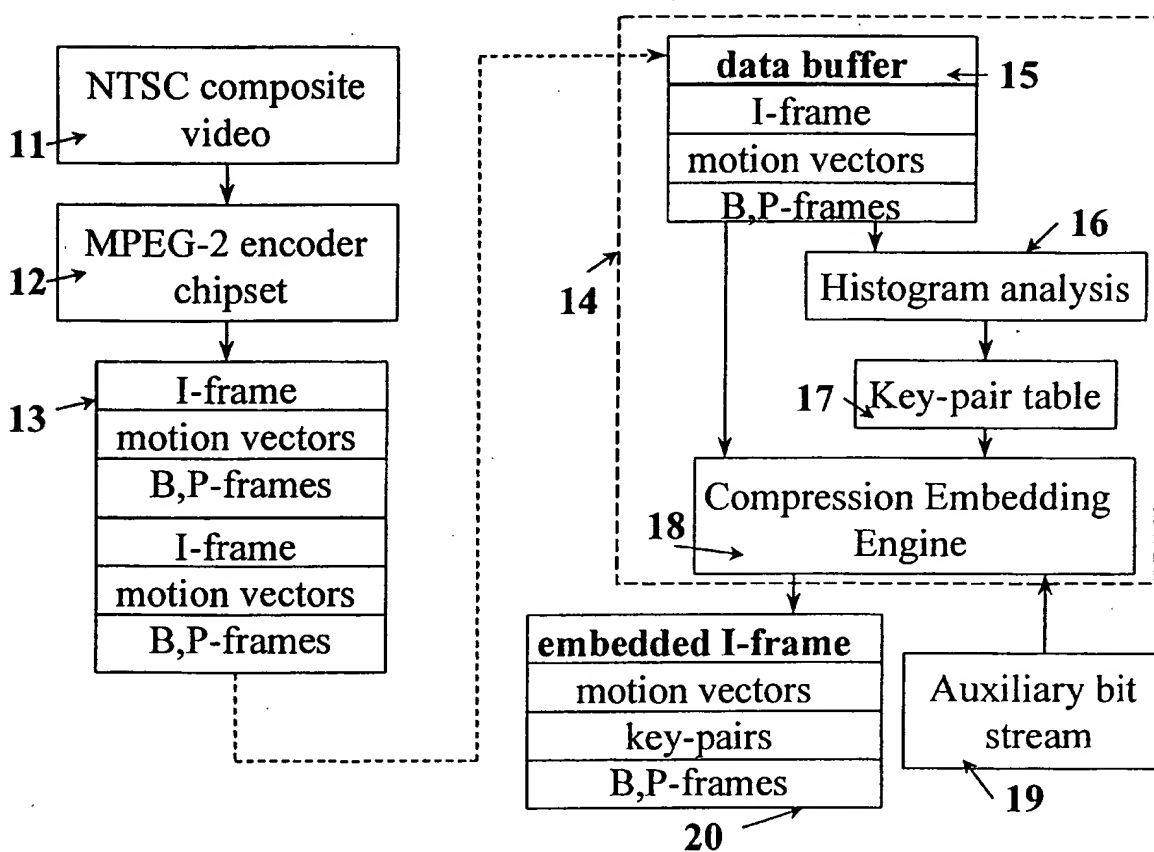 NTSC composite
video
11
MPEG-2 encoder
chipset
12
13
I-frame
motion vectors
B,P-frames
I-frame
motion vectors
B,P-frames
14
data buffer
15
I-frame
motion vectors
B,P-frames
16
Histogram analysis
17
Key-pair table
Compression Embedding
Engine
18
embedded I-frame
motion vectors
key-pairs
B,P-frames
20
Auxiliary bit
stream
19